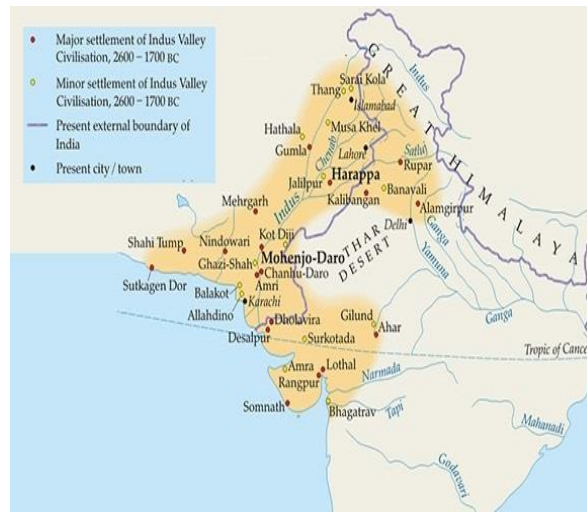 Major settlement of Indus Valley
Civilisation, 2600 – 1700 BC
Minor settlement of Indus Valley
Civilisation, 2600 – 1700 BC
Present external boundary of
India
Present city / town
GREAT HIMALAYA
Indus
Sarai Kola
Thang
Islamabad
Hathala
Musa Khel
Gumla
Chenab
Lahore
Satluj
Rupar
Jalilpur
Harappa
Banavali
Kalibangan
Alamgirpur
Mehrgarh
Indus
Delhi
Ganga
Yamuna
THAR
DESERT
Kot Diji
Shahi Tump
Nindowari
Mohenjo-Daro
Ghazi-Shah
Chanhu-Daro
Sutkagen Dor
Amri
Balakot
Karachi
Allahdino
Dholavira
Gilund
Ahar
Ganga
Desalpur
Surkotada
Tropic of Cance
Amra
Lothal
Rangpur
Narmada
Somnath
Bhagatrav
Tapi
Mahanadi
Godavari